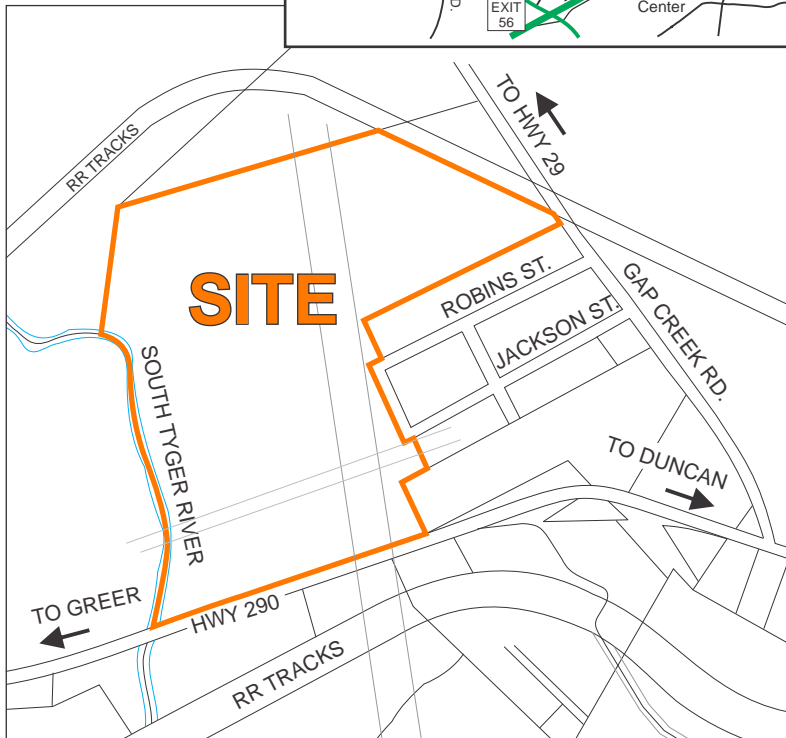 D.
EXIT
56
Center
RR TRACKS
TO HWY 29
SITE
ROBINS ST.
GAP CREEK RD.
JACKSON ST.
SOUTH TYGER RIVER
TO DUNCAN
TO GREER
HWY 290
RR TRACKS